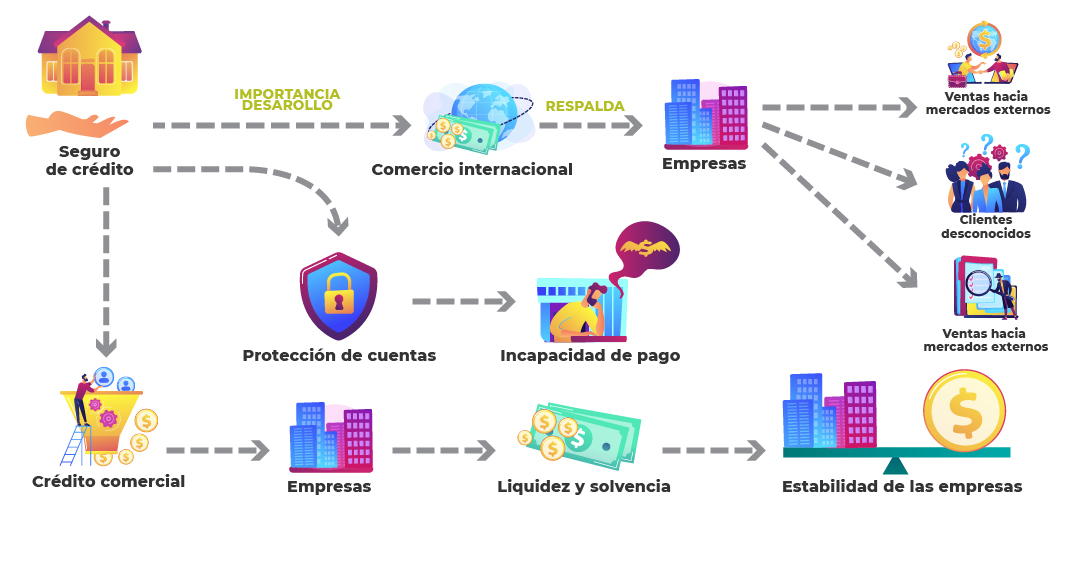 IMPORTANCIA
DESAROLLO
RESPALDA
Seguro
de crédito
Comercio internacional
Empresas
Ventas hacia
mercados externos
Clientes
desconocidos
Ventas hacia
mercados externos
Protección de cuentas
Incapacidad de pago
Crédito comercial
Empresas
Liquidez y solvencia
Estabilidad de las empresas